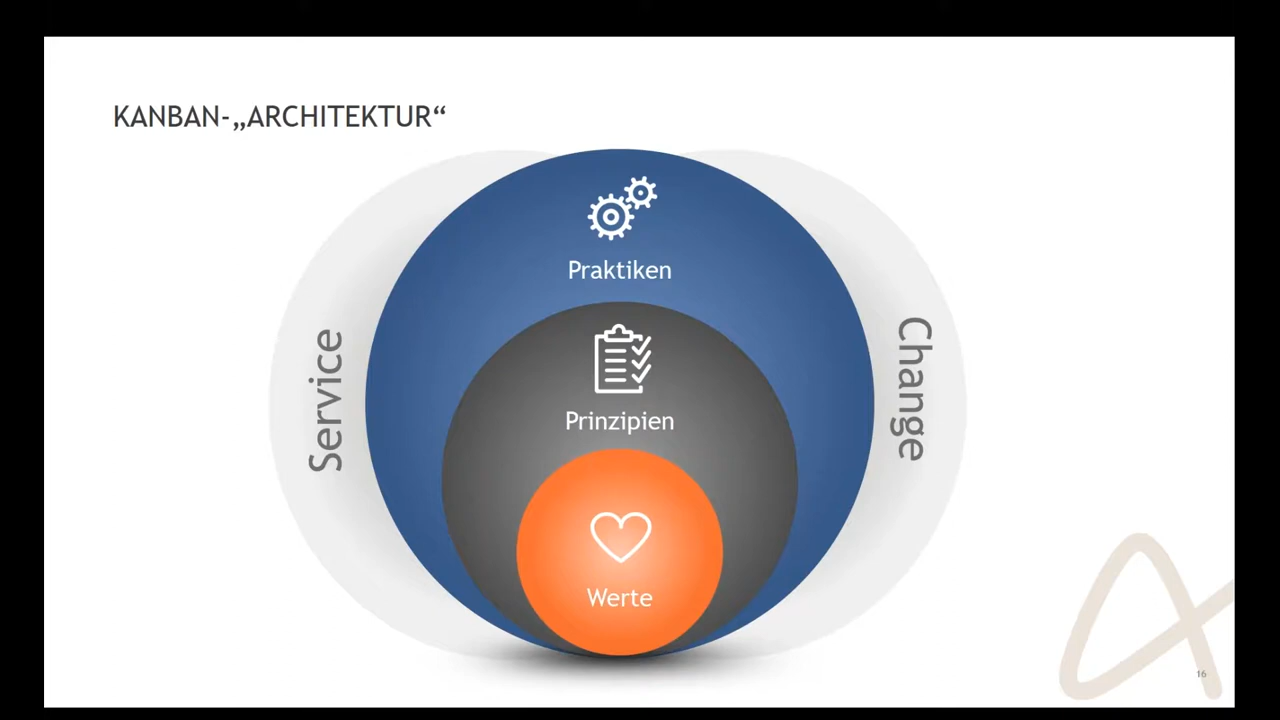 KANBAN-„ARCHITEKTUR“
Praktiken
Service
Change
Prinzipien
Werte
16